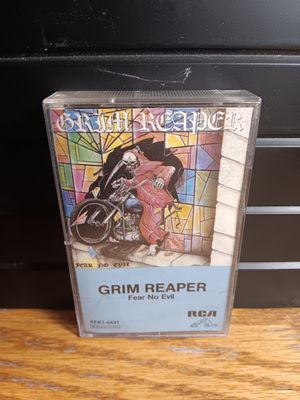 GRIM REAPER
FEAR NO EVIL
GRIM REAPER
Fear No Evil
RCA